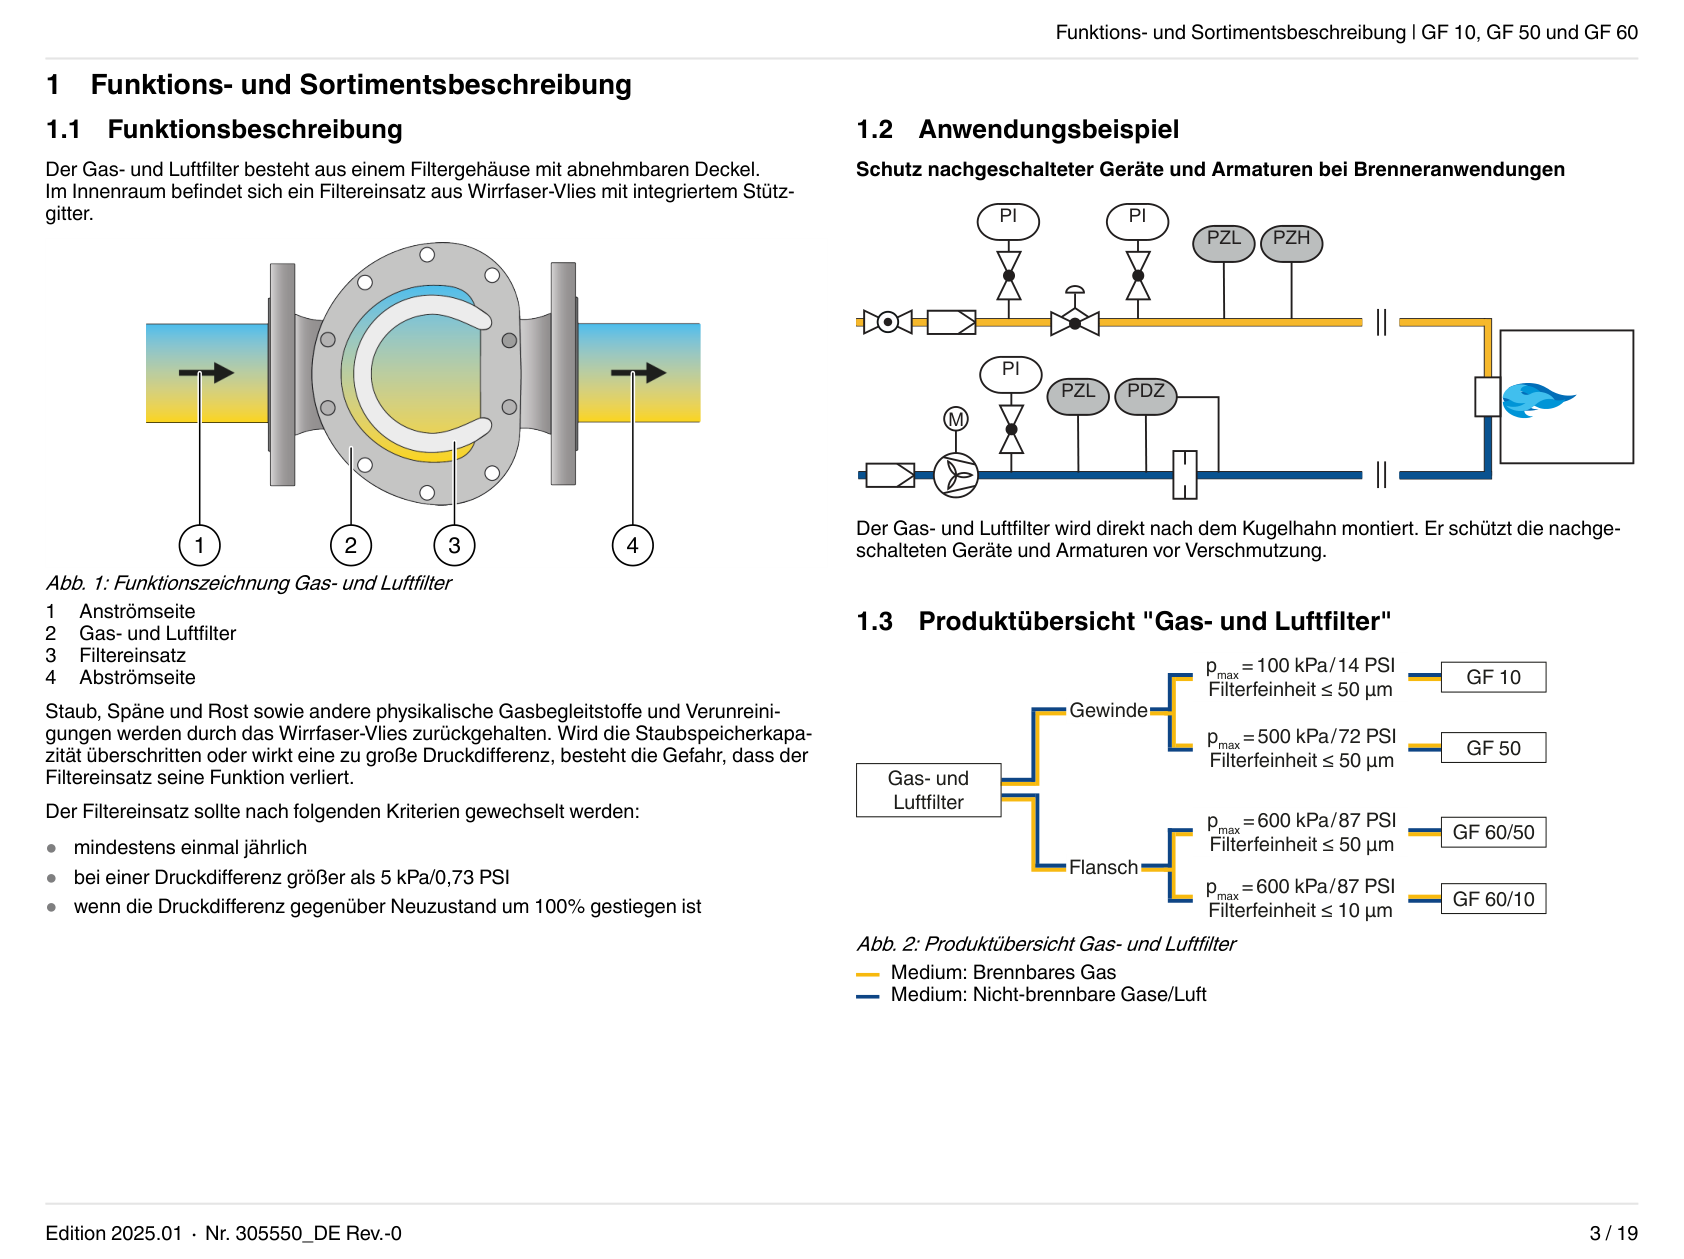 Funktions- und Sortimentsbeschreibung | GF 10, GF 50 und GF 60
1 Funktions- und Sortimentsbeschreibung
1.1 Funktionsbeschreibung
Der Gas- und Luftfilter besteht aus einem Filtergehäuse mit abnehmbaren Deckel.
Im Innenraum befindet sich ein Filtereinsatz aus Wirrfaser-Vlies mit integriertem Stütz-
gitter.
1
2
3
4
Abb. 1: Funktionszeichnung Gas- und Luftfilter
1 Anströmseite
2 Gas- und Luftfilter
3 Filtereinsatz
4 Abströmseite
Staub, Späne und Rost sowie andere physikalische Gasbegleitstoffe und Verunreini-
gungen werden durch das Wirrfaser-Vlies zurückgehalten. Wird die Staubspeicherkapa-
zität überschritten oder wirkt eine zu große Druckdifferenz, besteht die Gefahr, dass der
Filtereinsatz seine Funktion verliert.
Der Filtereinsatz sollte nach folgenden Kriterien gewechselt werden:
● mindestens einmal jährlich
● bei einer Druckdifferenz größer als 5 kPa/0,73 PSI
● wenn die Druckdifferenz gegenüber Neuzustand um 100% gestiegen ist
1.2 Anwendungsbeispiel
Schutz nachgeschalteter Geräte und Armaturen bei Brenneranwendungen
PI
PI
PZL
PZH
PI
PZL
PDZ
M
Der Gas- und Luftfilter wird direkt nach dem Kugelhahn montiert. Er schützt die nachge-
schalteten Geräte und Armaturen vor Verschmutzung.
1.3 Produktübersicht "Gas- und Luftfilter"
Gas- und
Luftfilter
Gewinde
pmax = 100 kPa/14 PSI
Filterfeinheit ≤ 50 µm
GF 10
pmax = 500 kPa/72 PSI
Filterfeinheit ≤ 50 µm
GF 50
Flansch
pmax = 600 kPa/87 PSI
Filterfeinheit ≤ 50 µm
GF 60/50
pmax = 600 kPa/87 PSI
Filterfeinheit ≤ 10 µm
GF 60/10
Abb. 2: Produktübersicht Gas- und Luftfilter
Medium: Brennbares Gas
Medium: Nicht-brennbare Gase/Luft
Edition 2025.01 · Nr. 305550_DE Rev.-0
3 / 19